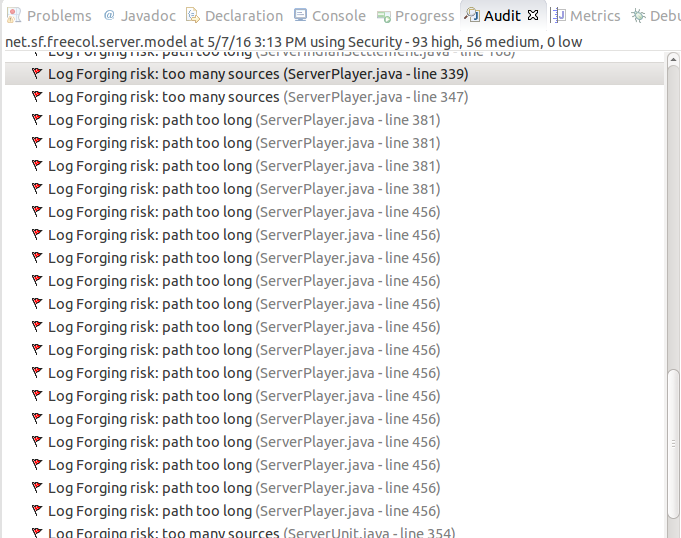 Problems @ Javadoc Declaration Console Progress Audit Metrics Debu
net.sf.freecol.server.model at 5/7/16 3:13 PM using Security - 93 high, 56 medium, 0 low
Log Forging risk: path too long (ServerIndianSettlement.java - line 168)
Log Forging risk: too many sources (ServerPlayer.java - line 339)
Log Forging risk: too many sources (ServerPlayer.java - line 347)
Log Forging risk: path too long (ServerPlayer.java - line 381)
Log Forging risk: path too long (ServerPlayer.java - line 381)
Log Forging risk: path too long (ServerPlayer.java - line 381)
Log Forging risk: path too long (ServerPlayer.java - line 381)
Log Forging risk: path too long (ServerPlayer.java - line 456)
Log Forging risk: path too long (ServerPlayer.java - line 456)
Log Forging risk: path too long (ServerPlayer.java - line 456)
Log Forging risk: path too long (ServerPlayer.java - line 456)
Log Forging risk: path too long (ServerPlayer.java - line 456)
Log Forging risk: path too long (ServerPlayer.java - line 456)
Log Forging risk: path too long (ServerPlayer.java - line 456)
Log Forging risk: path too long (ServerPlayer.java - line 456)
Log Forging risk: path too long (ServerPlayer.java - line 456)
Log Forging risk: path too long (ServerPlayer.java - line 456)
Log Forging risk: path too long (ServerPlayer.java - line 456)
Log Forging risk: path too long (ServerPlayer.java - line 456)
Log Forging risk: path too long (ServerPlayer.java - line 456)
Log Forging risk: path too long (ServerPlayer.java - line 456)
Log Forging risk: too many sources (ServerUnit.java - line 354)